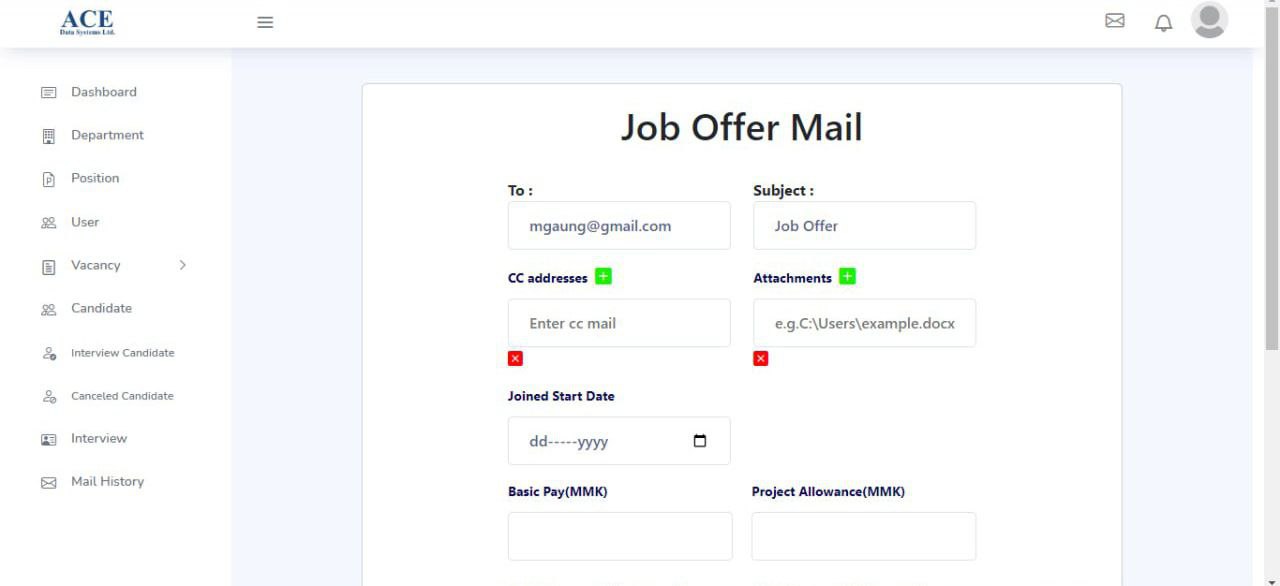 ACE
Data Systems Ltd.
Dashboard
Department
Position
User
Vacancy
Candidate
Interview Candidate
Canceled Candidate
Interview
Mail History
Job Offer Mail
To :
Subject :
mgaung@gmail.com
Job Offer
CC addresses
Attachments
Enter cc mail
e.g.C:\Users\example.docx
Joined Start Date
dd-----yyyy
Basic Pay(MMK)
Project Allowance(MMK)